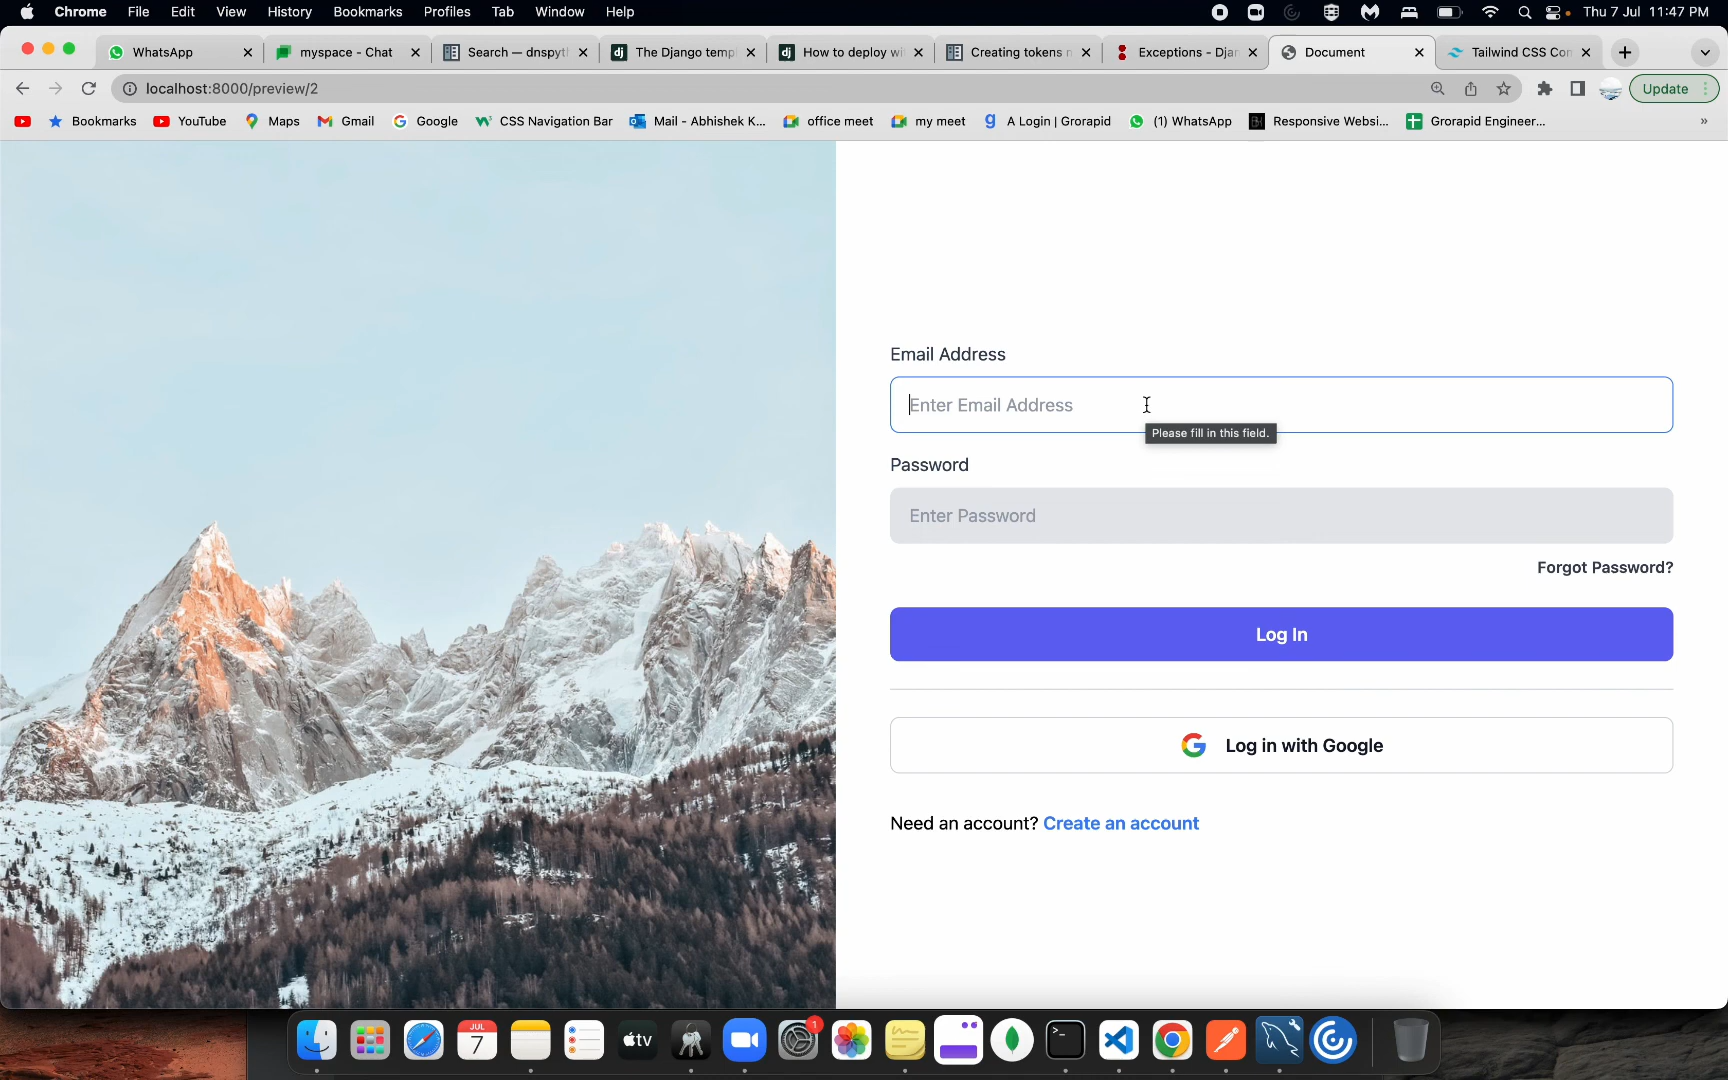 Chrome File Edit View History Bookmarks Profiles Tab Window Help Thu 7 Jul 11:47 PM
WhatsApp myspace - Chat Search — dnspyth The Django temp How to deploy wi Creating tokens m Exceptions - Djan Document Tailwind CSS Con
localhost:8000/preview/2 Update
Bookmarks YouTube Maps Gmail Google CSS Navigation Bar Mail - Abhishek K... office meet my meet A Login | Grorapid (1) WhatsApp Responsive Websi... Grorapid Engineer... »
Email Address
Enter Email Address
Please fill in this field.
Password
Enter Password
Forgot Password?
Log In
Log in with Google
Need an account? Create an account
JUL
7
tv
1